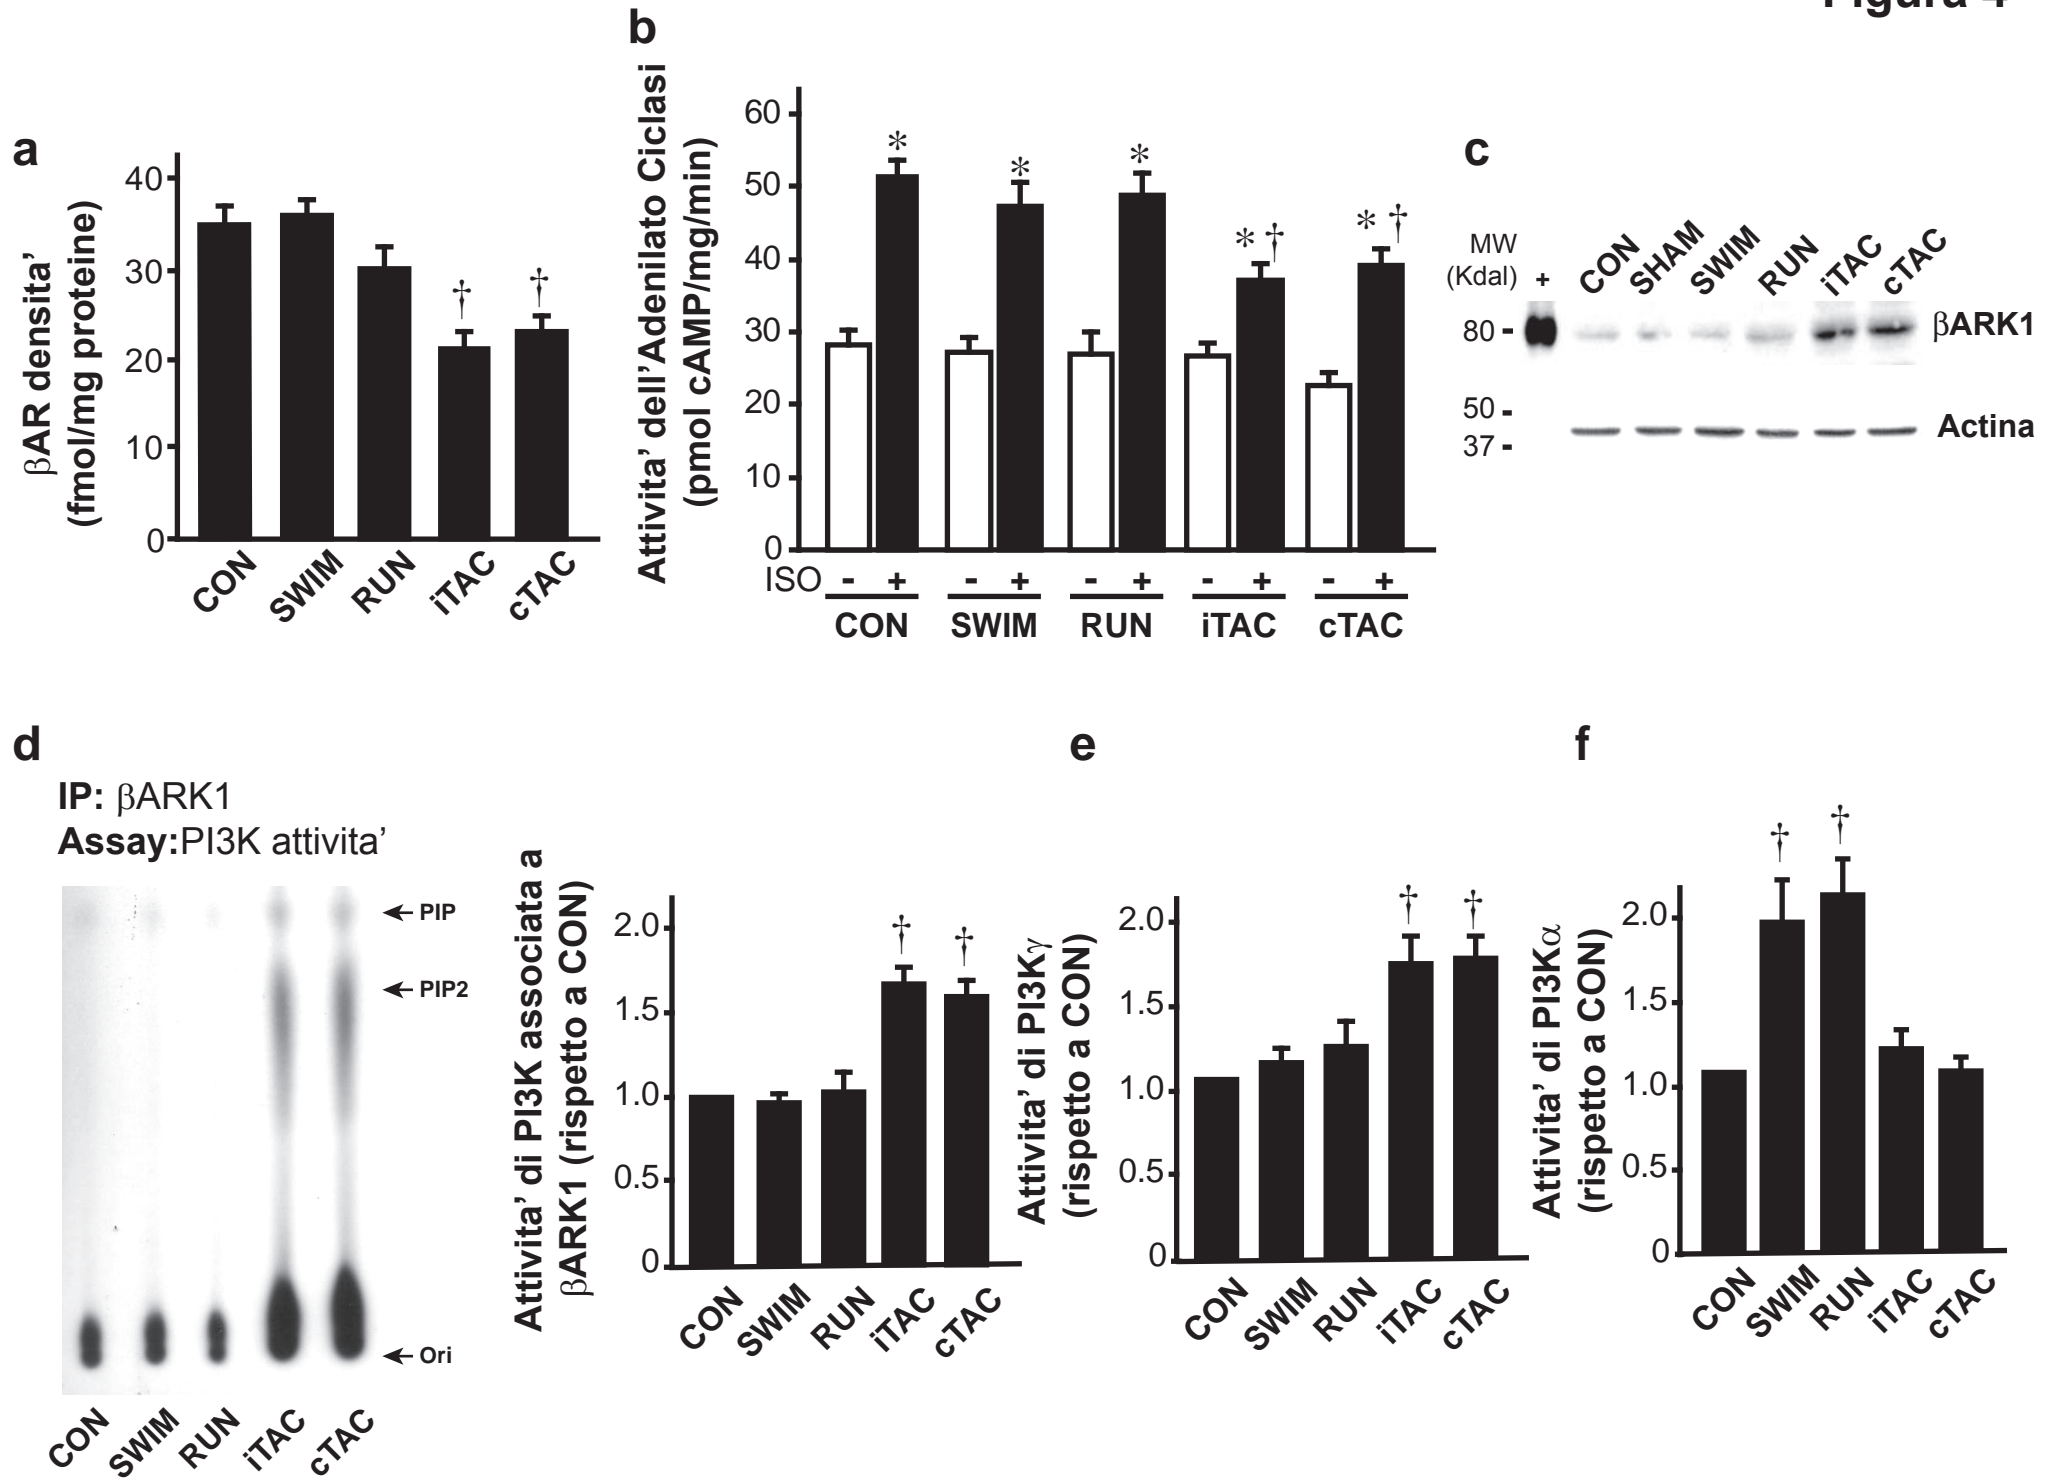 Figura 4
a
βAR densita'
(fmol/mg proteine)
40
30
20
10
0
CON
SWIM
RUN
iTAC
cTAC
† †
b
Attivita' dell'Adenilato Ciclasi
(pmol cAMP/mg/min)
60
50
40
30
20
10
0
* * * * † * †
ISO - + - + - + - + - +
CON SWIM RUN iTAC cTAC
c
MW
(Kdal) +
CON
SHAM
SWIM
RUN
iTAC
cTAC
80 - βARK1
50 -
37 - Actina
d
IP: βARK1
Assay:PI3K attivita'
PIP
PIP2
Ori
CON
SWIM
RUN
iTAC
cTAC
Attivita' di PI3K associata a
βARK1 (rispetto a CON)
2.0
1.5
1.0
0.5
0
† †
CON
SWIM
RUN
iTAC
cTAC
e
Attivita' di PI3Kγ
(rispetto a CON)
2.0
1.5
1.0
0.5
0
† †
CON
SWIM
RUN
iTAC
cTAC
f
Attivita' di PI3Kα
(rispetto a CON)
2.0
1.5
1.0
0.5
0
† †
CON
SWIM
RUN
iTAC
cTAC